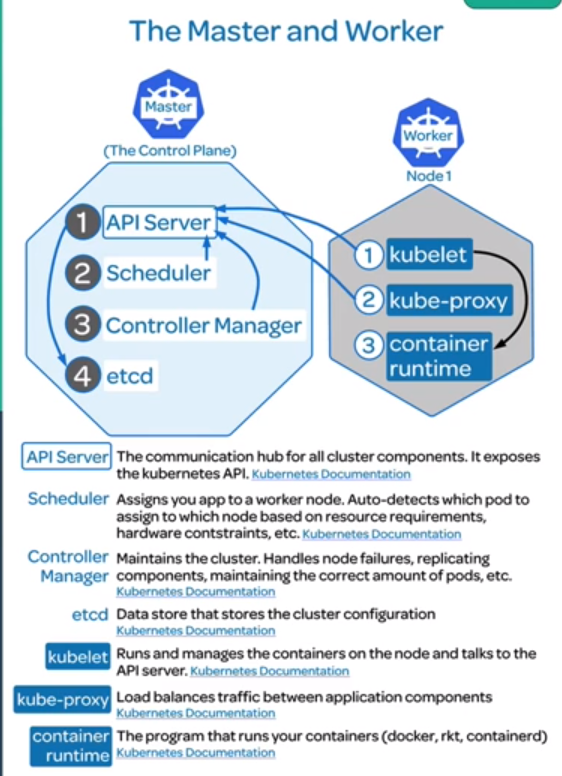 The Master and Worker
Master
(The Control Plane)
Worker
Node 1
1 API Server
2 Scheduler
3 Controller Manager
4 etcd
1 kubelet
2 kube-proxy
3 container
runtime
API Server The communication hub for all cluster components. It exposes
the kubernetes API. Kubernetes Documentation
Scheduler Assigns you app to a worker node. Auto-detects which pod to
assign to which node based on resource requirements,
hardware contstraints, etc. Kubernetes Documentation
Controller Maintains the cluster. Handles node failures, replicating
Manager components, maintaining the correct amount of pods, etc.
Kubernetes Documentation
etcd Data store that stores the cluster configuration
Kubernetes Documentation
kubelet Runs and manages the containers on the node and talks to the
API server. Kubernetes Documentation
kube-proxy Load balances traffic between application components
Kubernetes Documentation
container The program that runs your containers (docker, rkt, containerd)
runtime Kubernetes Documentation